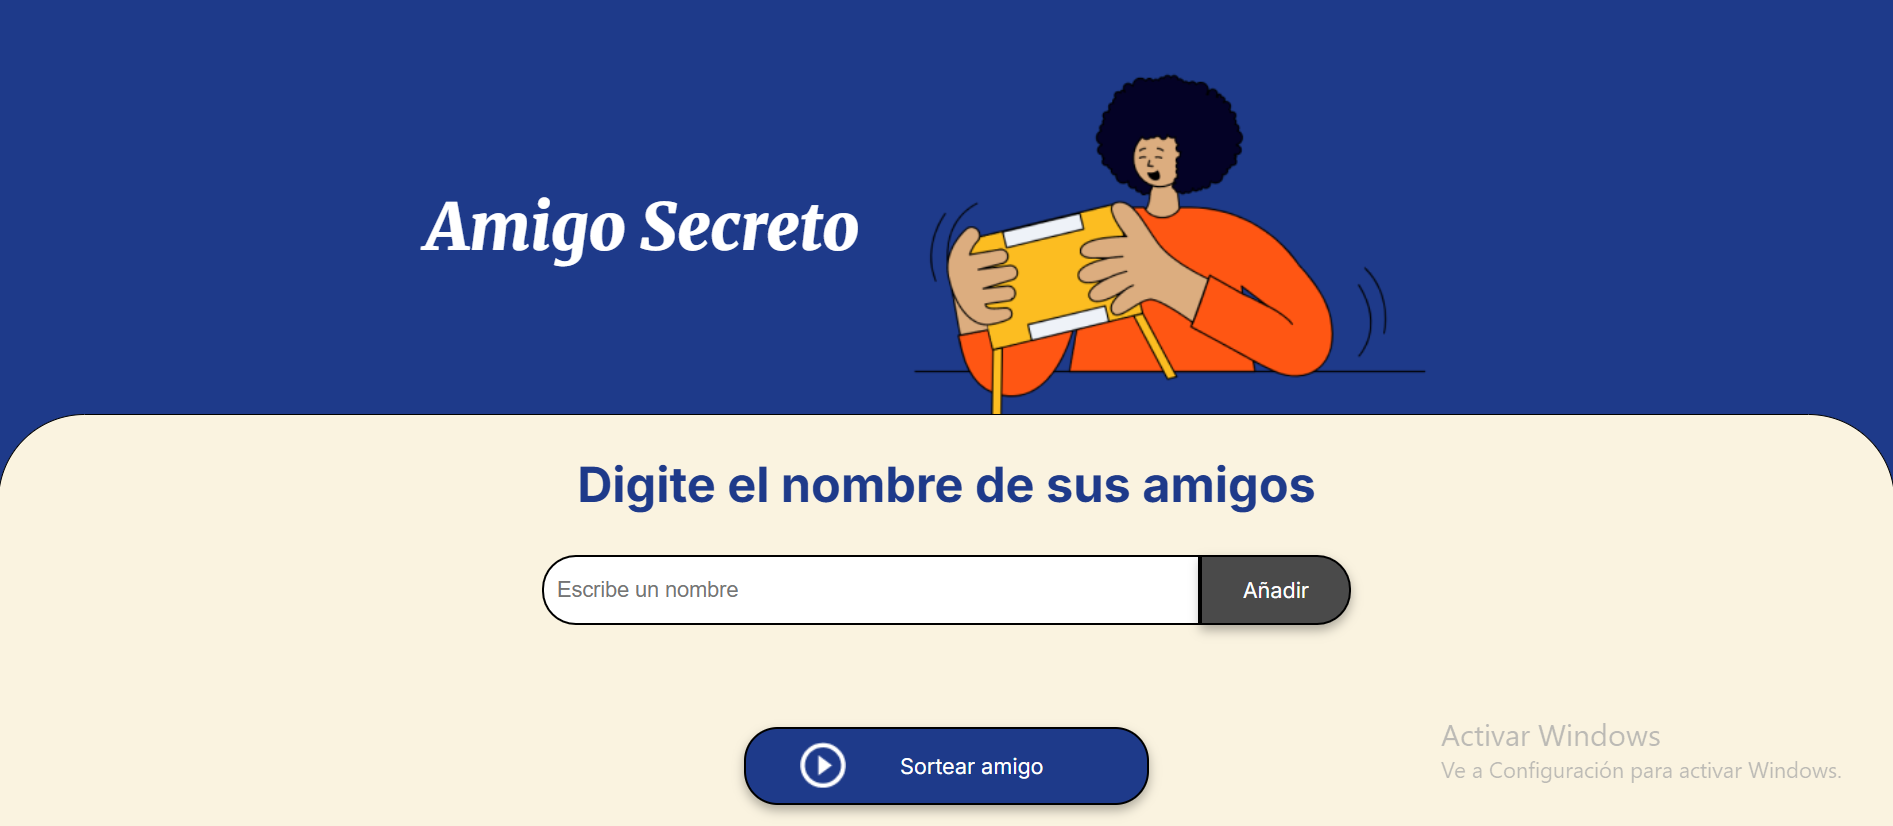 Amigo Secreto
Digite el nombre de sus amigos
Escribe un nombre
Añadir
Sortear amigo
Activar Windows
Ve a Configuración para activar Windows.